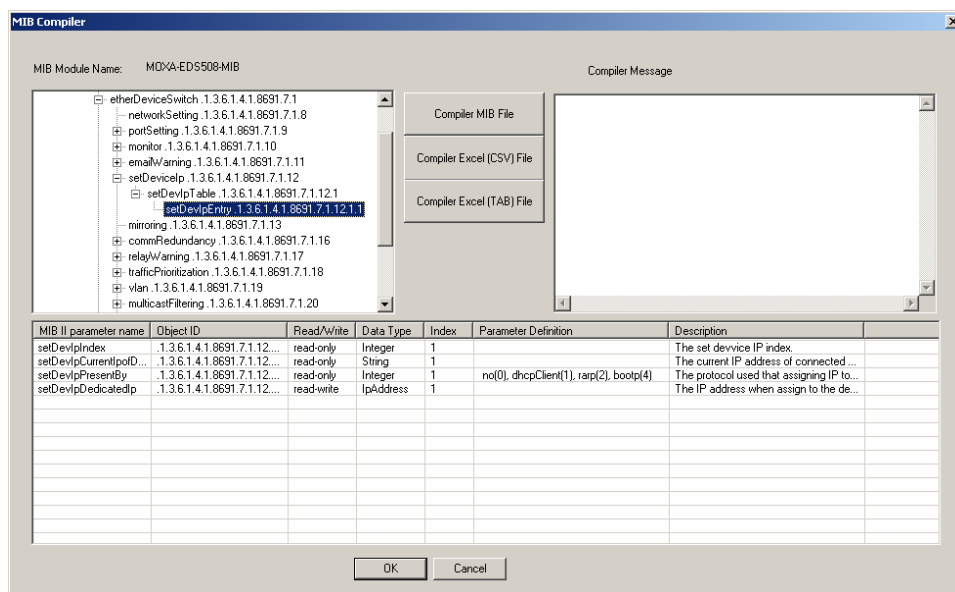 MIB Compiler
MIB Module Name: MOXA-EDS508-MIB
Compiler Message
etherDeviceSwitch .1.3.6.1.4.1.8691.7.1
networkSetting .1.3.6.1.4.1.8691.7.1.8
portSetting .1.3.6.1.4.1.8691.7.1.9
monitor .1.3.6.1.4.1.8691.7.1.10
emailWarning .1.3.6.1.4.1.8691.7.1.11
setDeviceIp .1.3.6.1.4.1.8691.7.1.12
setDevIpTable .1.3.6.1.4.1.8691.7.1.12.1
setDevIpEntry .1.3.6.1.4.1.8691.7.1.12.1.1
mirroring .1.3.6.1.4.1.8691.7.1.13
commRedundancy .1.3.6.1.4.1.8691.7.1.16
relayWarning .1.3.6.1.4.1.8691.7.1.17
trafficPrioritization .1.3.6.1.4.1.8691.7.1.18
vlan .1.3.6.1.4.1.8691.7.1.19
multicastFiltering .1.3.6.1.4.1.8691.7.1.20
Compiler MIB File
Compiler Excel (CSV) File
Compiler Excel (TAB) File
MIB II parameter name Object ID Read/Write Data Type Index Parameter Definition Description
setDevIpIndex .1.3.6.1.4.1.8691.7.1.12.... read-only Integer 1 The set devvice IP index.
setDevIpCurrentIpofD... .1.3.6.1.4.1.8691.7.1.12.... read-only String 1 The current IP address of connected ...
setDevIpPresentBy .1.3.6.1.4.1.8691.7.1.12.... read-only Integer 1 no(0), dhcpClient(1), rarp(2), bootp(4) The protocol used that assigning IP to...
setDevIpDedicatedIp .1.3.6.1.4.1.8691.7.1.12.... read-write IpAddress 1 The IP address when assign to the de...
OK Cancel